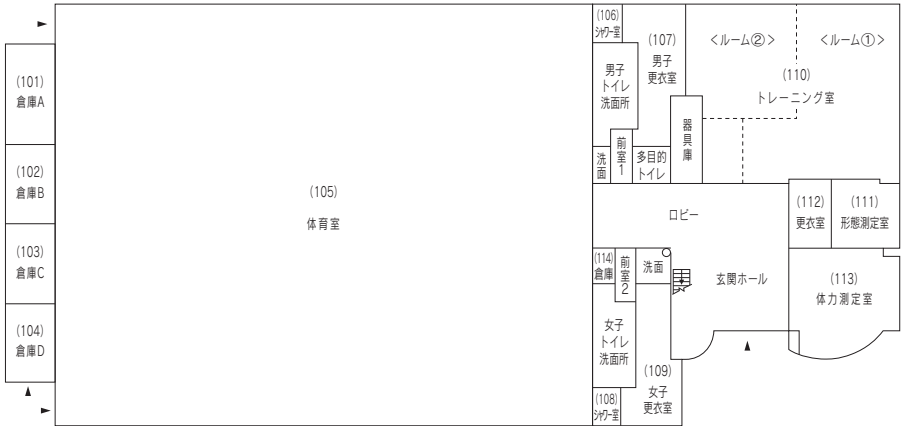 (101)
倉庫A
(102)
倉庫B
(103)
倉庫C
(104)
倉庫D
(105)
体育室
(106)
シャワー室
(107)
男子
更衣室
男子
トイレ
洗面所
洗面
前室1
多目的
トイレ
器具庫
<ルーム②>
<ルーム①>
(110)
トレーニング室
ロビー
(112)
更衣室
(111)
形態測定室
(114)
倉庫
前室2
洗面
玄関ホール
(113)
体力測定室
女子
トイレ
洗面所
(109)
女子
更衣室
(108)
シャワー室